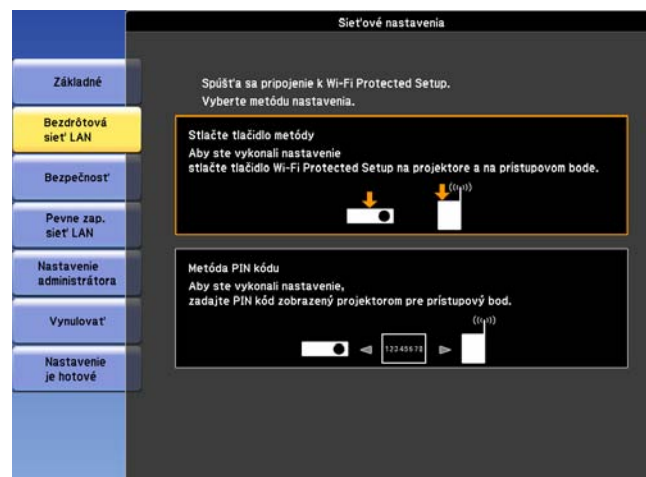 Sieťové nastavenia
Základné
Bezdrôtová
sieť LAN
Bezpečnosť
Pevne zap.
sieť LAN
Nastavenie
administrátora
Vynulovať
Nastavenie
je hotové
Spúšťa sa pripojenie k Wi-Fi Protected Setup.
Vyberte metódu nastavenia.
Stlačte tlačidlo metódy
Aby ste vykonali nastavenie
stlačte tlačidlo Wi-Fi Protected Setup na projektore a na prístupovom bode.
Metóda PIN kódu
Aby ste vykonali nastavenie,
zadajte PIN kód zobrazený projektorom pre prístupový bod.
12345678